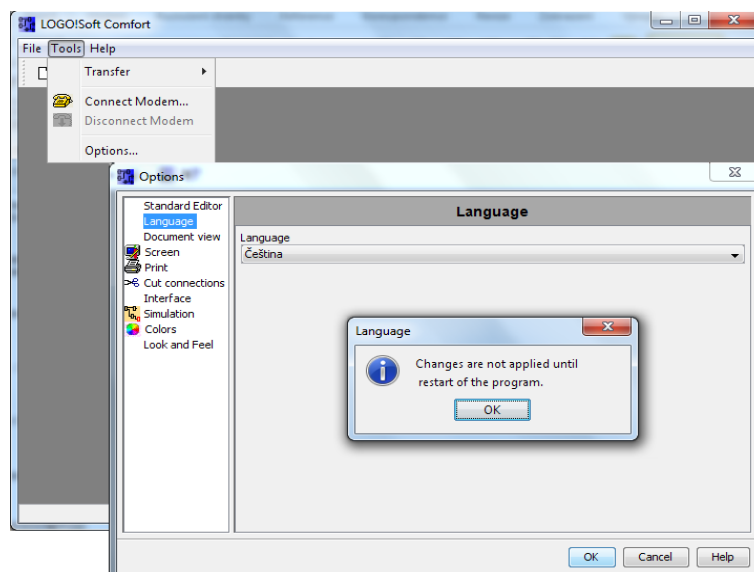 LOGO!Soft Comfort
File Tools Help
Transfer
Connect Modem...
Disconnect Modem
Options...
Options
Standard Editor
Language
Document view
Screen
Print
Cut connections
Interface
Simulation
Colors
Look and Feel
Language
Language
Čeština
Language
Changes are not applied until
restart of the program.
OK
OK Cancel Help